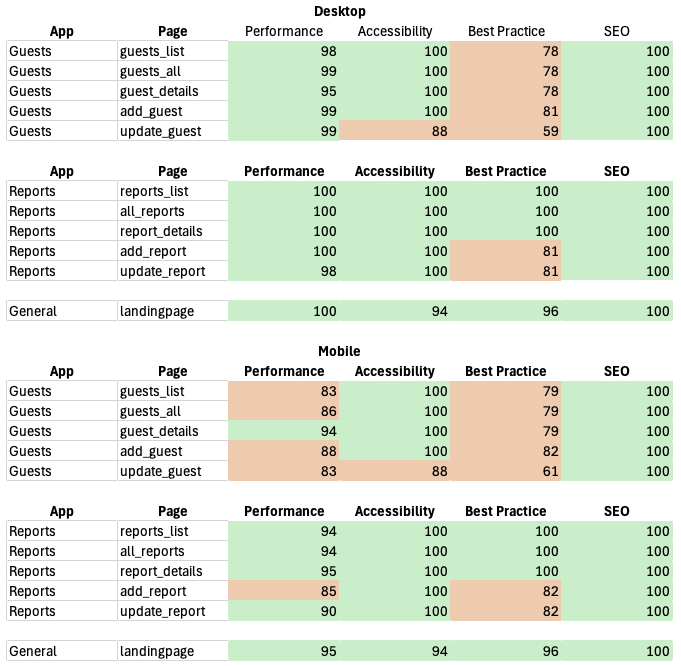 Desktop
App Page Performance Accessibility Best Practice SEO
Guests guests_list 98 100 78 100
Guests guests_all 99 100 78 100
Guests guest_details 95 100 78 100
Guests add_guest 99 100 81 100
Guests update_guest 99 88 59 100
App Page Performance Accessibility Best Practice SEO
Reports reports_list 100 100 100 100
Reports all_reports 100 100 100 100
Reports report_details 100 100 100 100
Reports add_report 100 100 81 100
Reports update_report 98 100 81 100
General landingpage 100 94 96 100
Mobile
App Page Performance Accessibility Best Practice SEO
Guests guests_list 83 100 79 100
Guests guests_all 86 100 79 100
Guests guest_details 94 100 79 100
Guests add_guest 88 100 82 100
Guests update_guest 83 88 61 100
App Page Performance Accessibility Best Practice SEO
Reports reports_list 94 100 100 100
Reports all_reports 94 100 100 100
Reports report_details 95 100 100 100
Reports add_report 85 100 82 100
Reports update_report 90 100 82 100
General landingpage 95 94 96 100